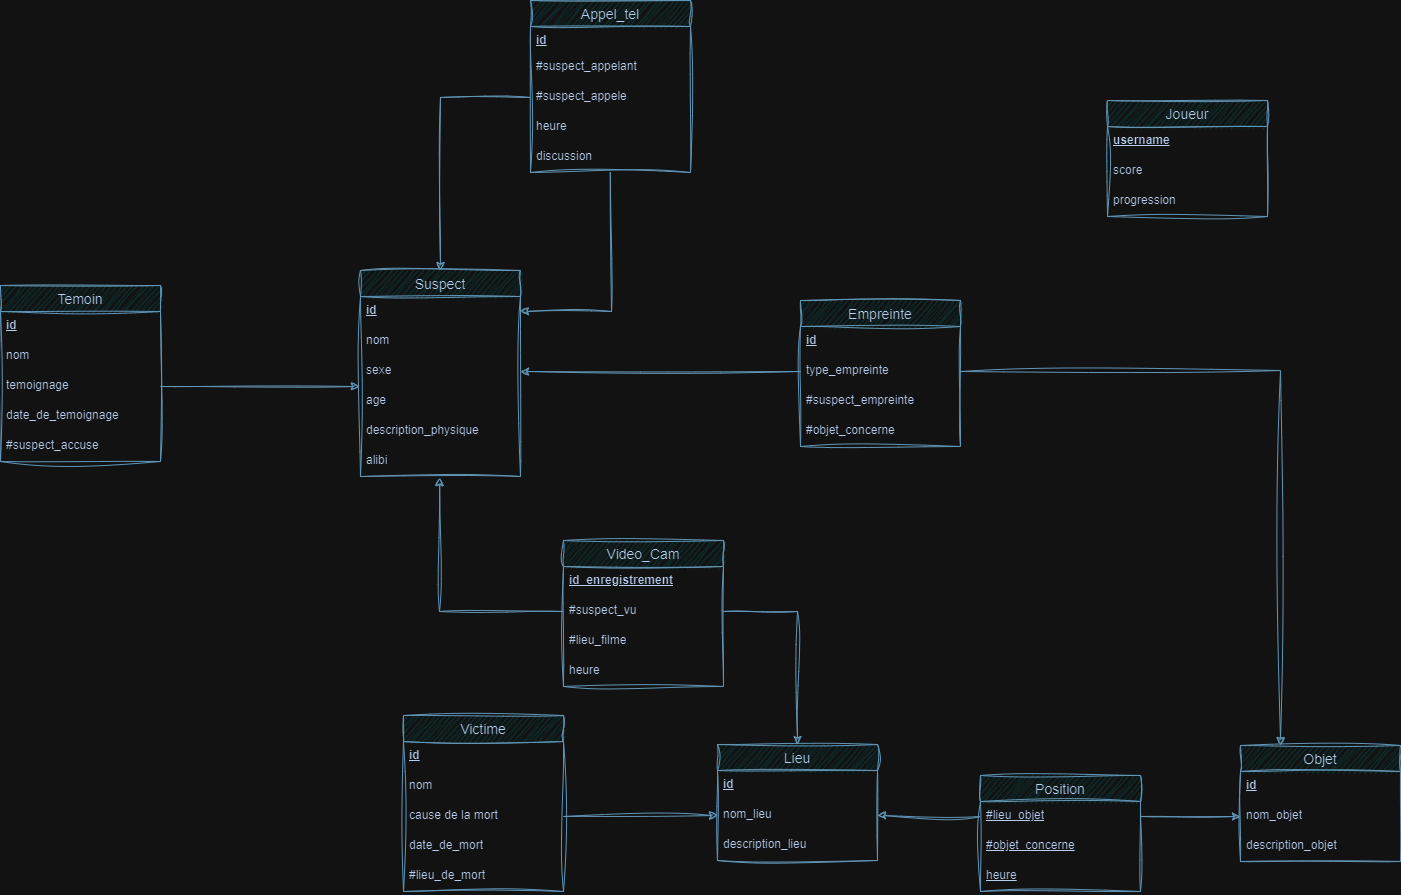 Appel_tel
id
#suspect_appelant
#suspect_appele
heure
discussion
Joueur
username
score
progression
Temoin
id
nom
temoignage
date_de_temoignage
#suspect_accuse
Suspect
id
nom
sexe
age
description_physique
alibi
Empreinte
id
type_empreinte
#suspect_empreinte
#objet_concerne
Video_Cam
id_enregistrement
#suspect_vu
#lieu_filme
heure
Victime
id
nom
cause de la mort
date_de_mort
#lieu_de_mort
Lieu
id
nom_lieu
description_lieu
Position
#lieu_objet
#objet_concerne
heure
Objet
id
nom_objet
description_objet